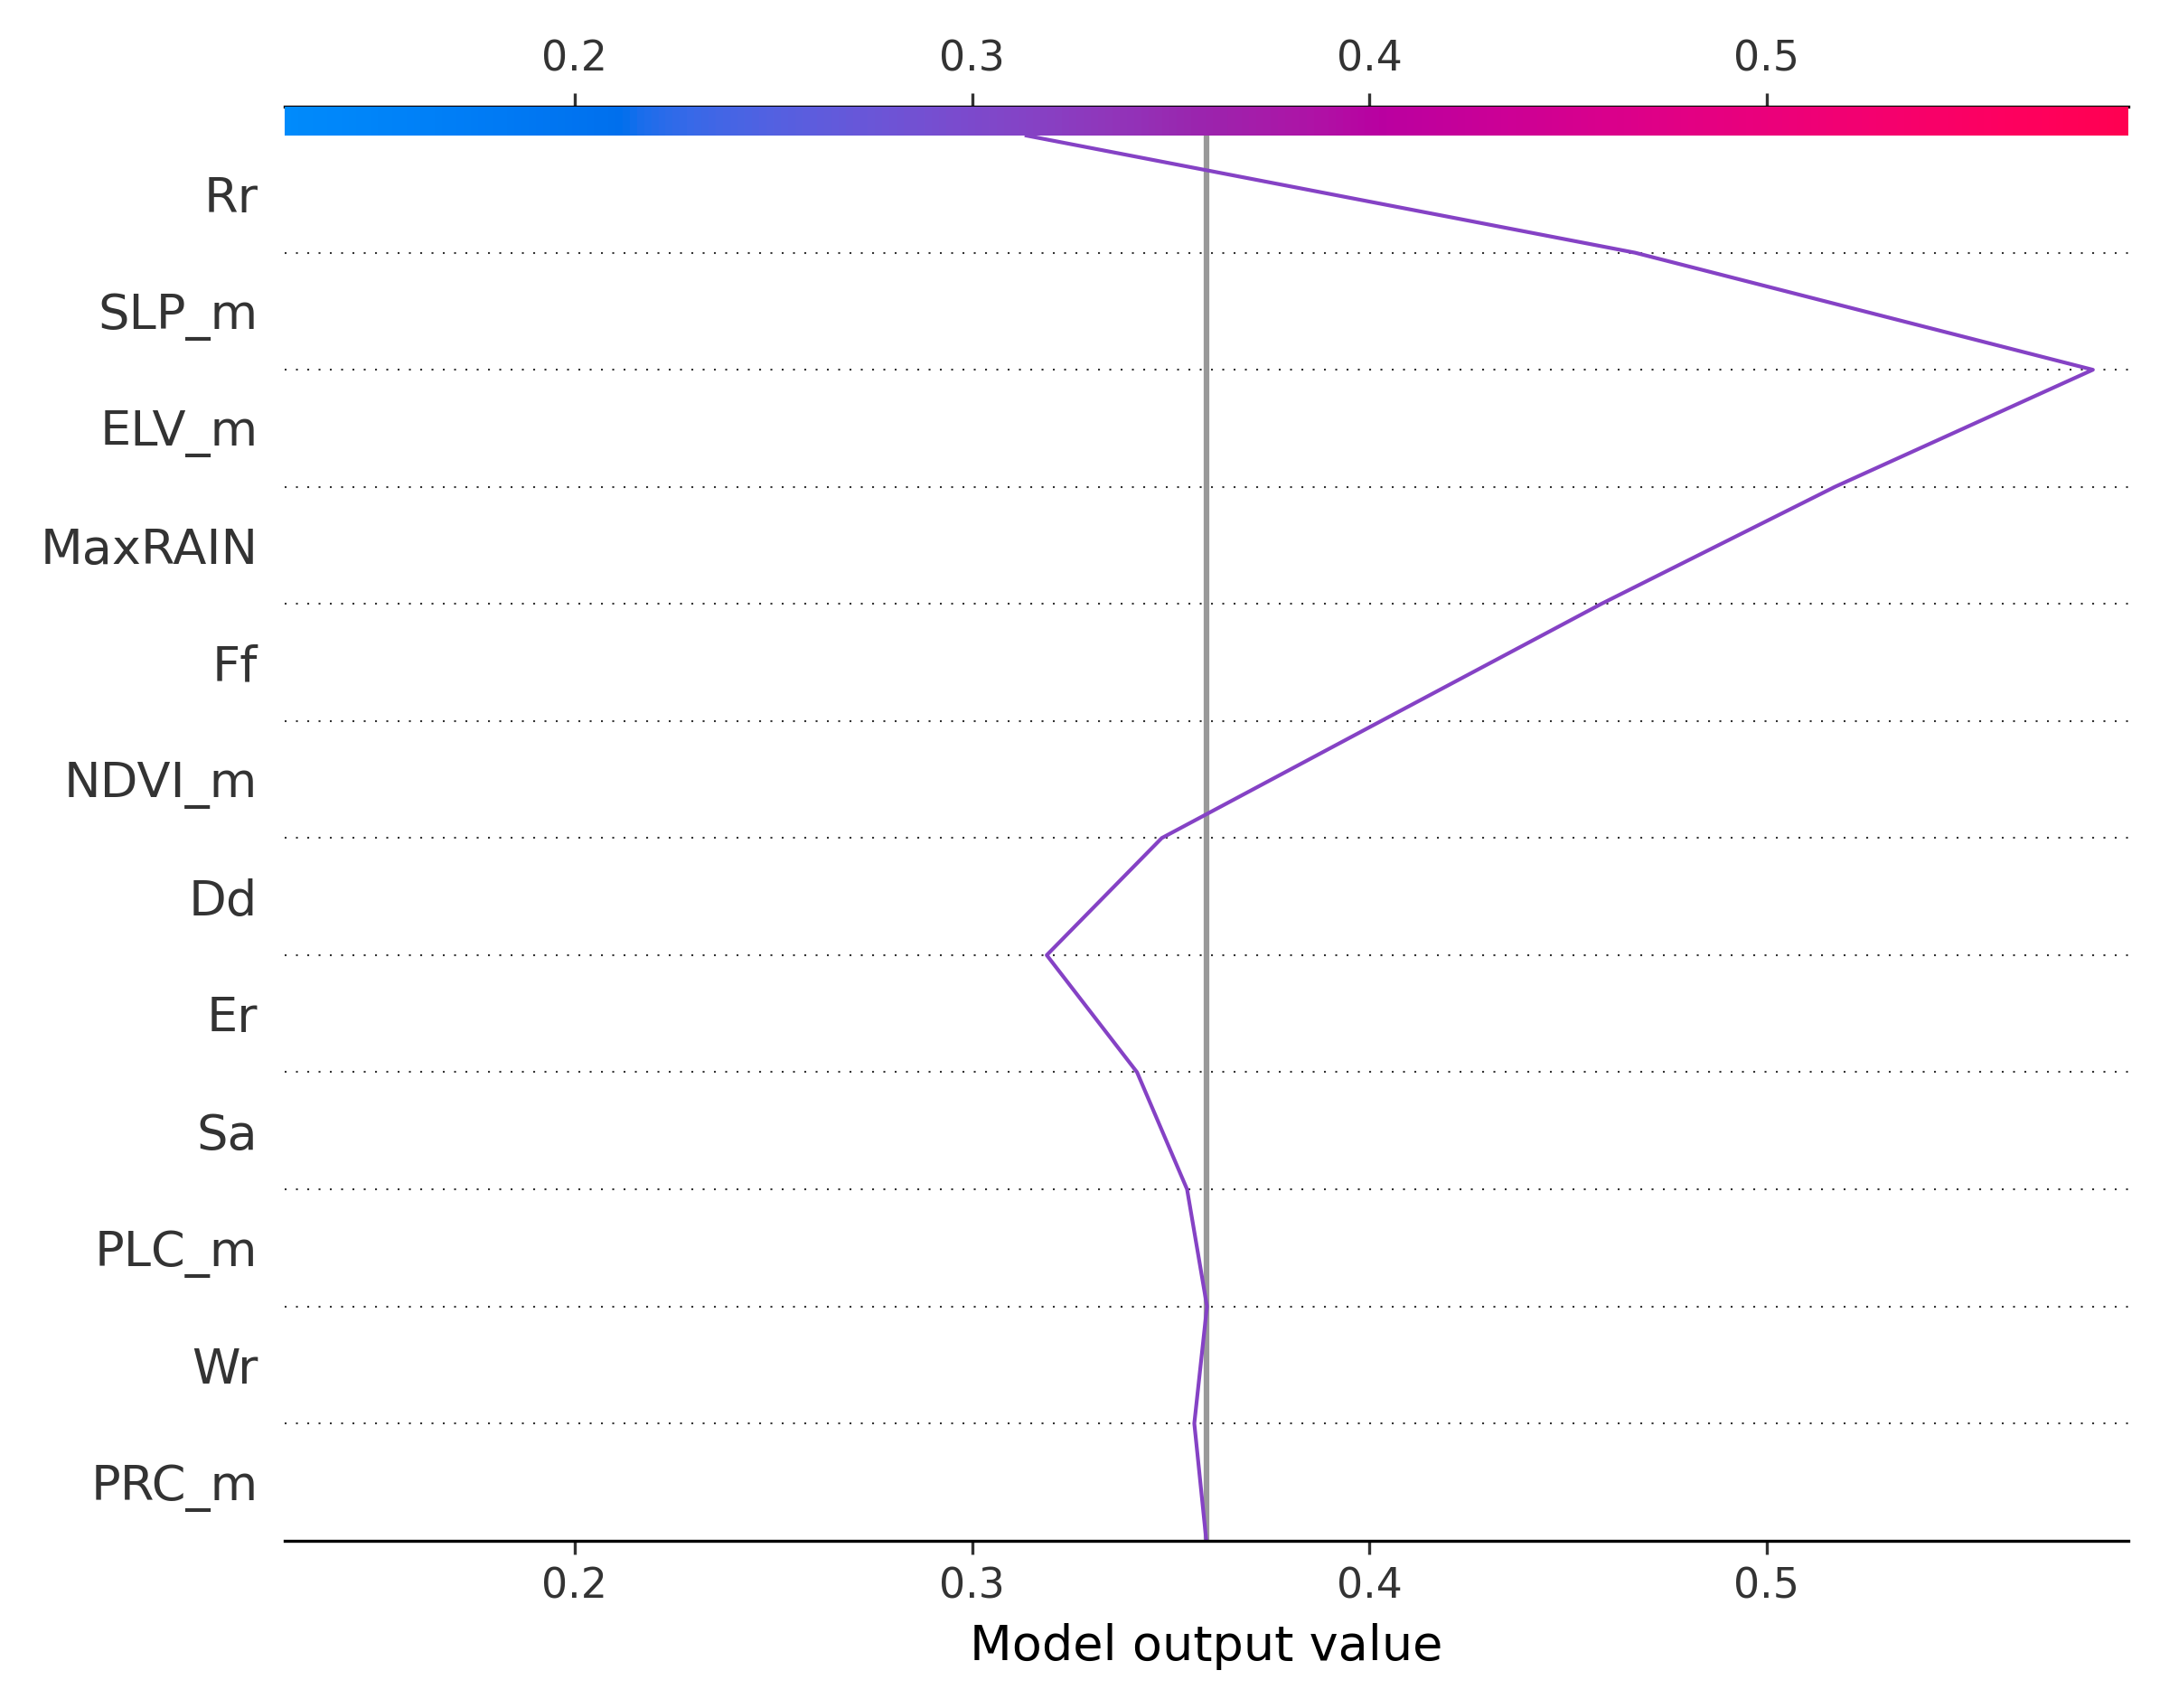 0.2 0.3 0.4 0.5
Rr
SLP_m
ELV_m
MaxRAIN
Ff
NDVI_m
Dd
Er
Sa
PLC_m
Wr
PRC_m
0.2 0.3 0.4 0.5
Model output value